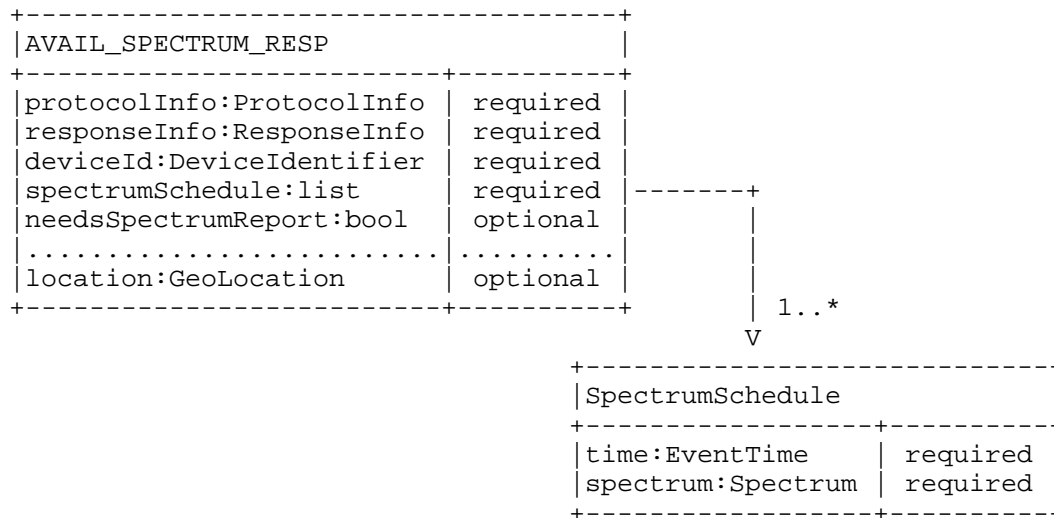 +-------------------------------------+
|AVAIL_SPECTRUM_RESP                  |
+--------------------------+----------+
|protocolInfo:ProtocolInfo | required |
|responseInfo:ResponseInfo | required |
|deviceId:DeviceIdentifier | required |
|spectrumSchedule:list     | required |-------+
|needsSpectrumReport:bool  | optional |       |
|..........................|..........|       |
|location:GeoLocation      | optional |       |
+--------------------------+----------+       | 1..*
                                              V
                                   +------------------------------
                                   |SpectrumSchedule
                                   +------------------+-----------
                                   |time:EventTime    | required
                                   |spectrum:Spectrum | required
                                   +------------------+-----------